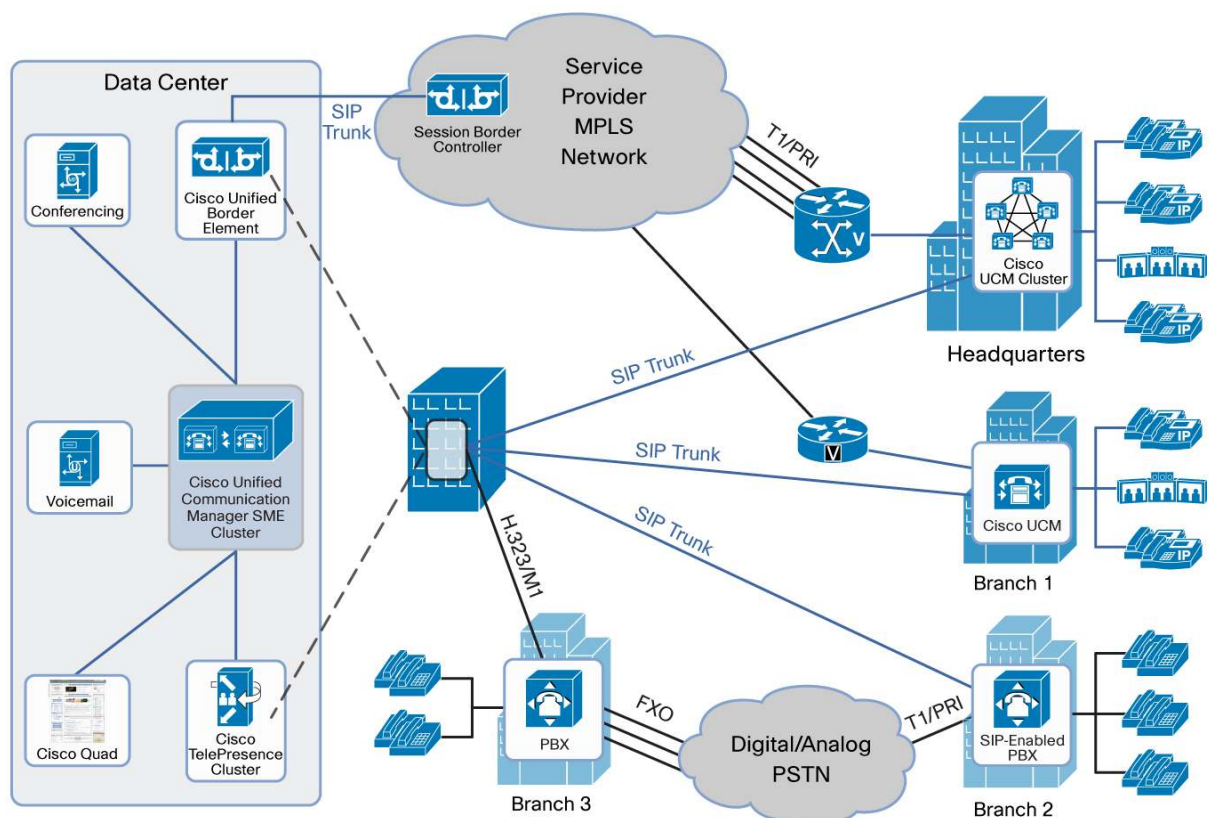 Data Center
Conferencing
Cisco Unified
Border
Element
Voicemail
Cisco Unified
Communication
Manager SME
Cluster
Cisco Quad
Cisco
TelePresence
Cluster
SIP
Trunk
Session Border
Controller
Service
Provider
MPLS
Network
T1/PRI
V
Cisco
UCM Cluster
IP
IP
IP
Headquarters
SIP Trunk
V
SIP Trunk
Cisco UCM
IP
IP
Branch 1
SIP Trunk
H.323/M1
PBX
Branch 3
FXO
Digital/Analog
PSTN
T1/PRI
SIP-Enabled
PBX
Branch 2